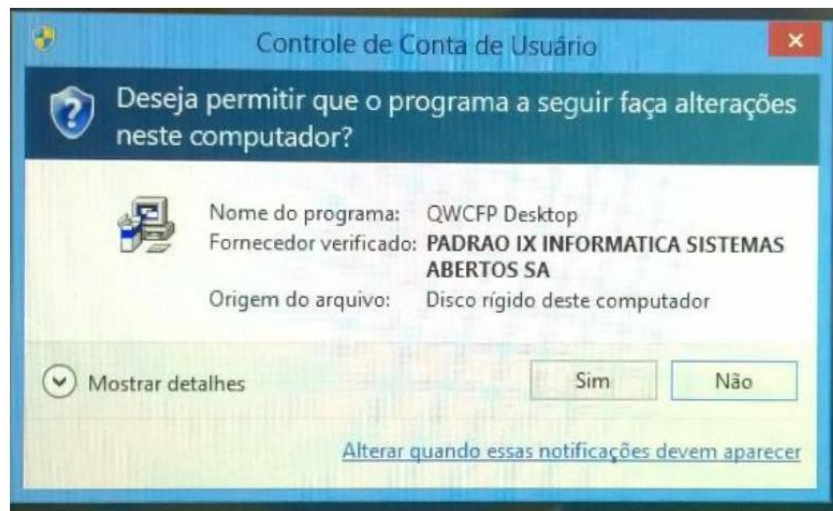 Controle de Conta de Usuário
Deseja permitir que o programa a seguir faça alterações
neste computador?
Nome do programa: QWCFP Desktop
Fornecedor verificado: PADRAO IX INFORMATICA SISTEMAS
ABERTOS SA
Origem do arquivo: Disco rígido deste computador
Mostrar detalhes
Sim
Não
Alterar quando essas notificações devem aparecer